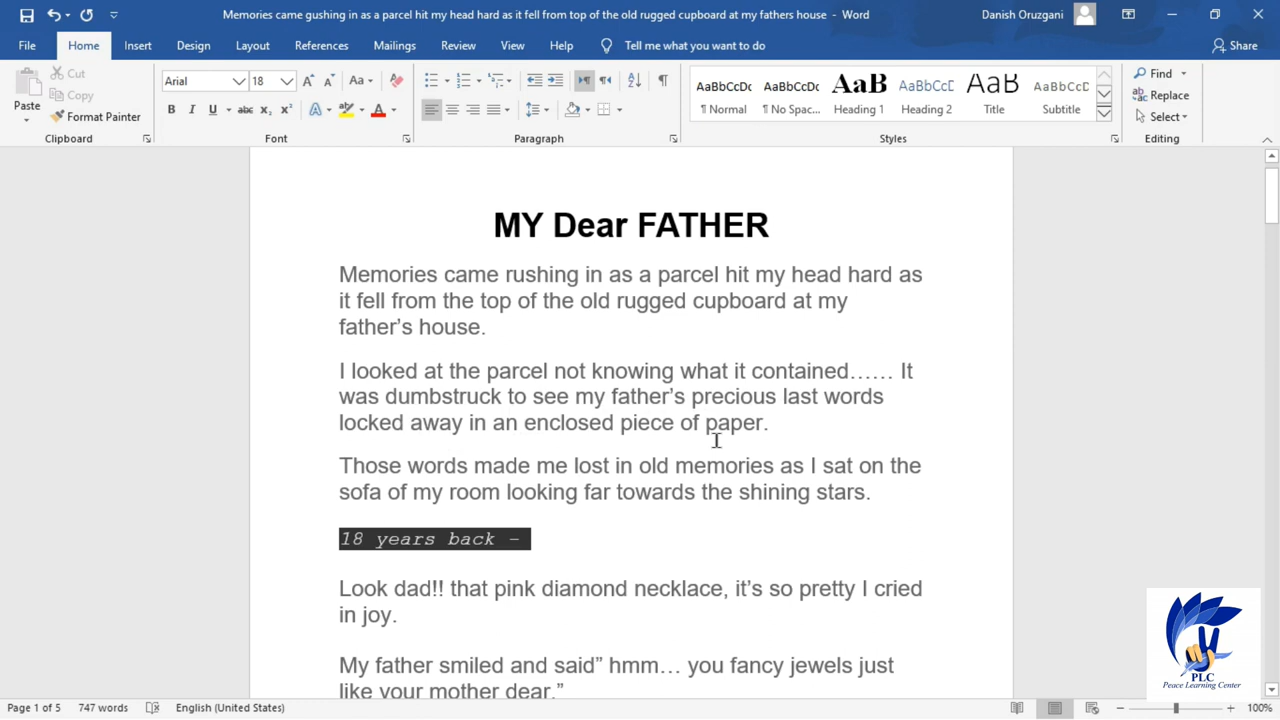 Memories came gushing in as a parcel hit my head hard as it fell from top of the old rugged cupboard at my fathers house - Word
Danish Oruzgani
File Home Insert Design Layout References Mailings Review View Help Tell me what you want to do Share
Paste
Cut
Copy
Format Painter
Clipboard
Arial 18
Font
Paragraph
AaBbCcDc AaBbCcDc AaB AaBbCcD AaB AaBbCcD
¶ Normal ¶ No Spac... Heading 1 Heading 2 Title Subtitle
Styles
Find
Replace
Select
Editing
MY Dear FATHER
Memories came rushing in as a parcel hit my head hard as
it fell from the top of the old rugged cupboard at my
father’s house.
I looked at the parcel not knowing what it contained…… It
was dumbstruck to see my father’s precious last words
locked away in an enclosed piece of paper.
Those words made me lost in old memories as I sat on the
sofa of my room looking far towards the shining stars.
18 years back –
Look dad!! that pink diamond necklace, it’s so pretty I cried
in joy.
My father smiled and said” hmm… you fancy jewels just
like your mother dear.”
PLC
Peace Learning Center
Page 1 of 5 747 words English (United States) 100%